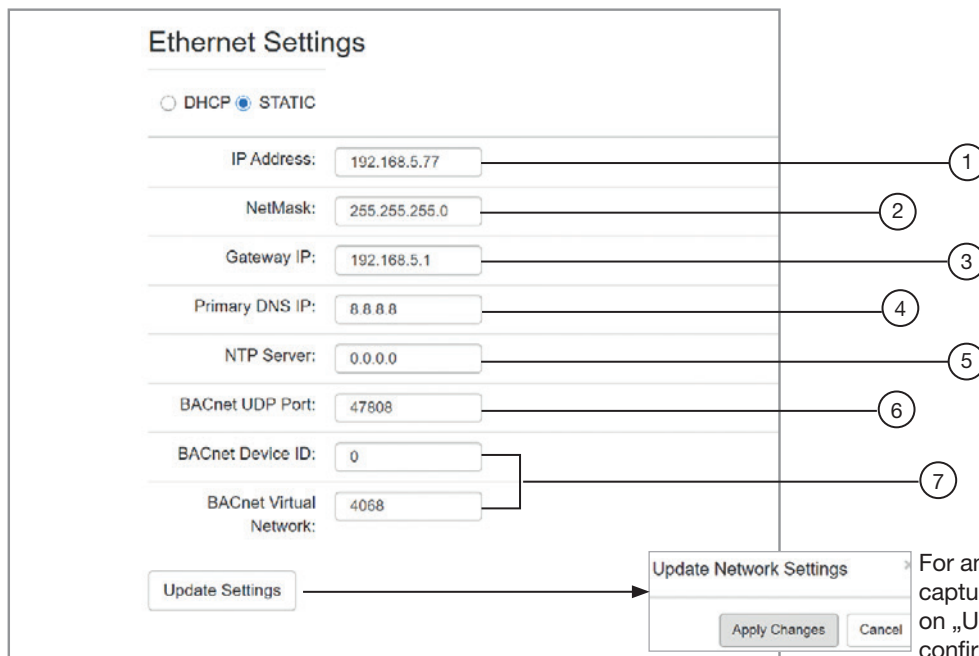 Ethernet Settings
DHCP STATIC
IP Address: 192.168.5.77 1
NetMask: 255.255.255.0 2
Gateway IP: 192.168.5.1 3
Primary DNS IP: 8.8.8.8 4
NTP Server: 0.0.0.0 5
BACnet UDP Port: 47808 6
BACnet Device ID: 0
7
BACnet Virtual Network: 4068
Update Settings
Update Network Settings ×
Apply Changes Cancel
For
on